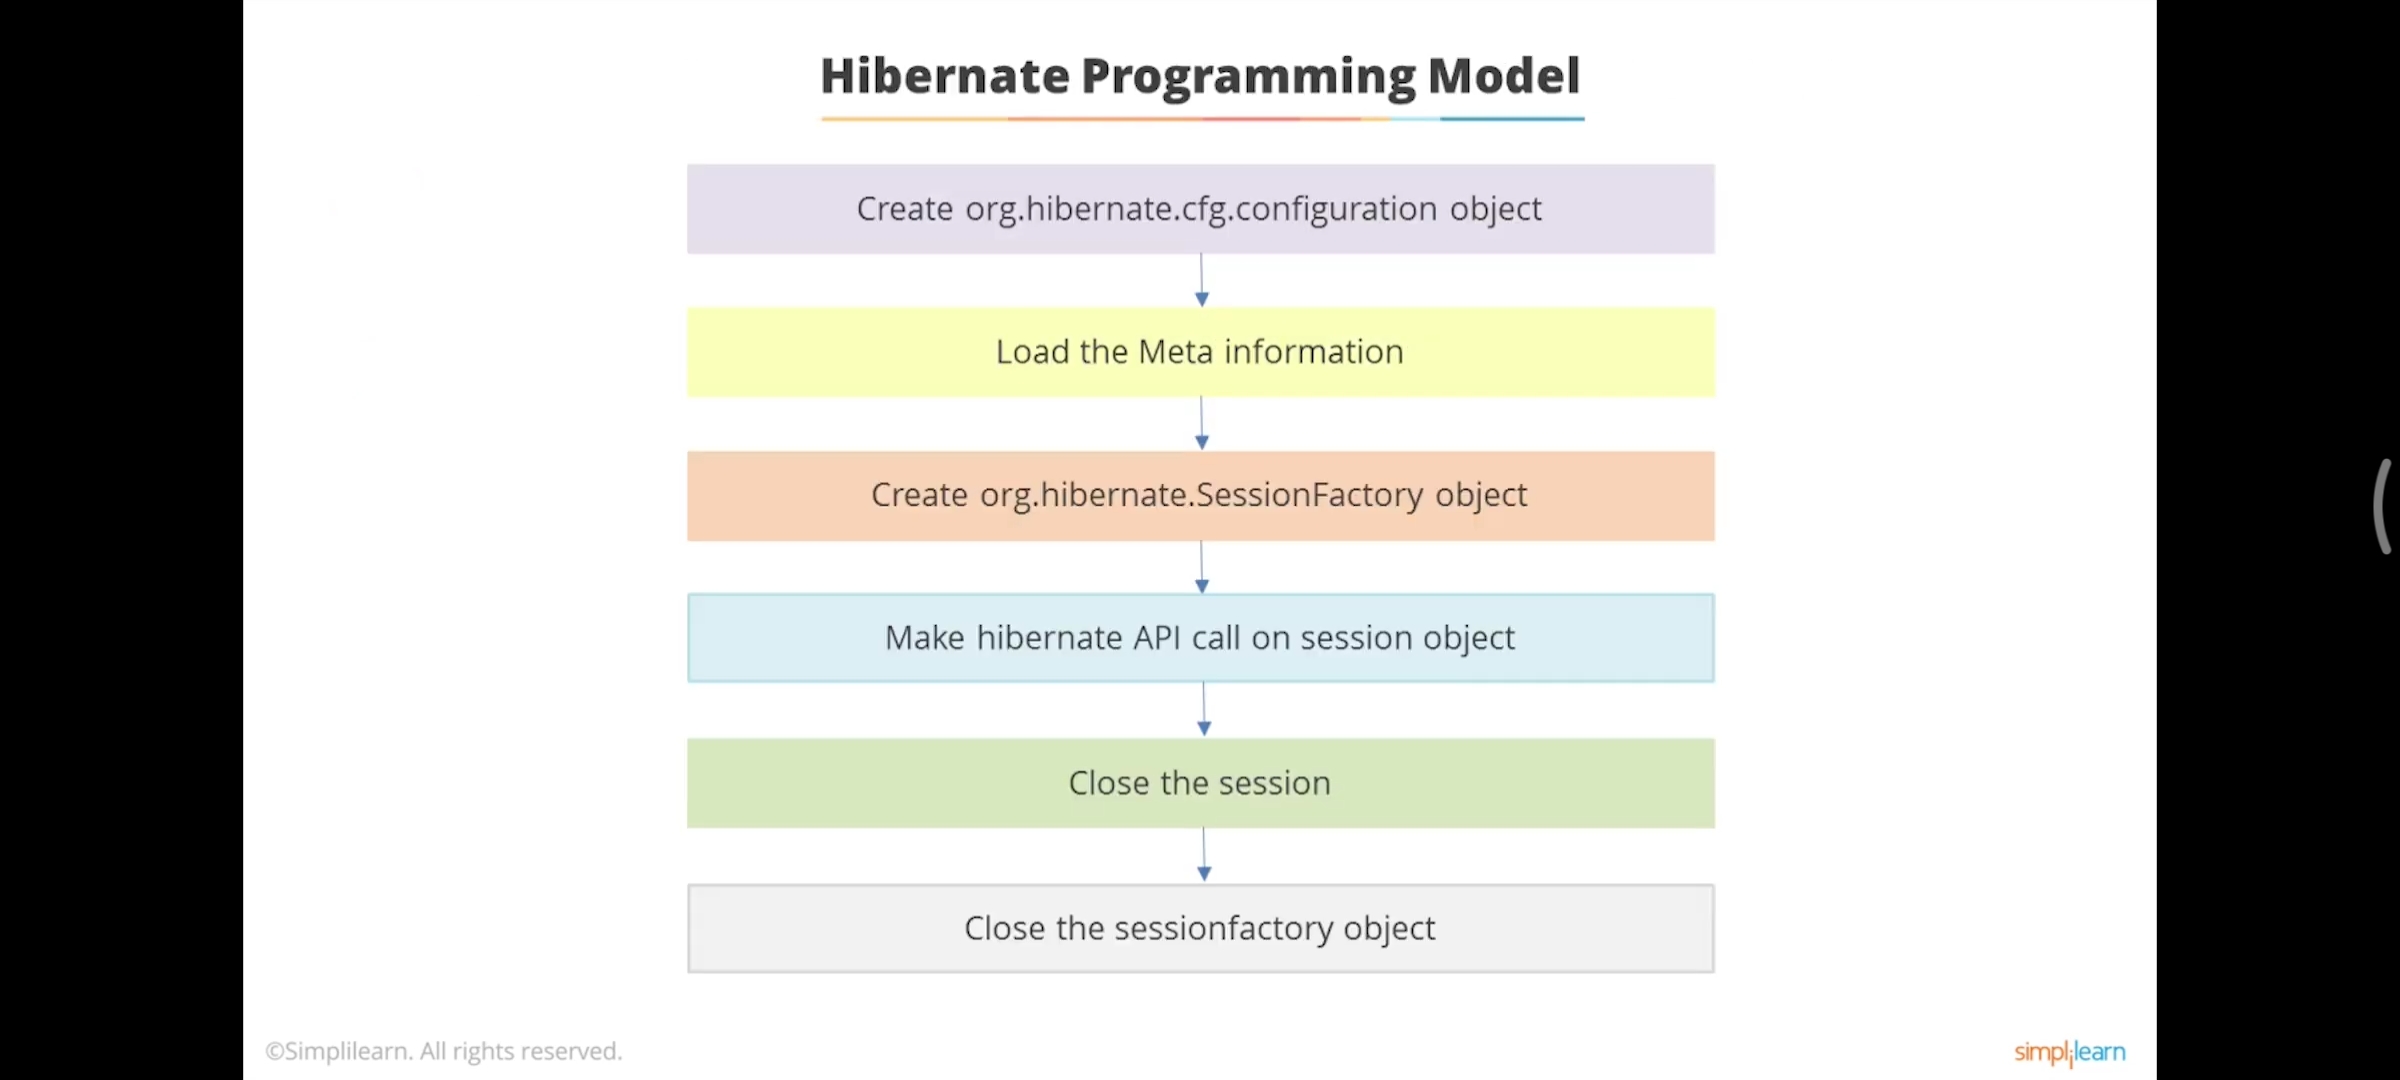 Hibernate Programming Model
Create org.hibernate.cfg.configuration object
Load the Meta information
Create org.hibernate.SessionFactory object
Make hibernate API call on session object
Close the session
Close the sessionfactory object
©Simplilearn. All rights reserved.
simplilearn